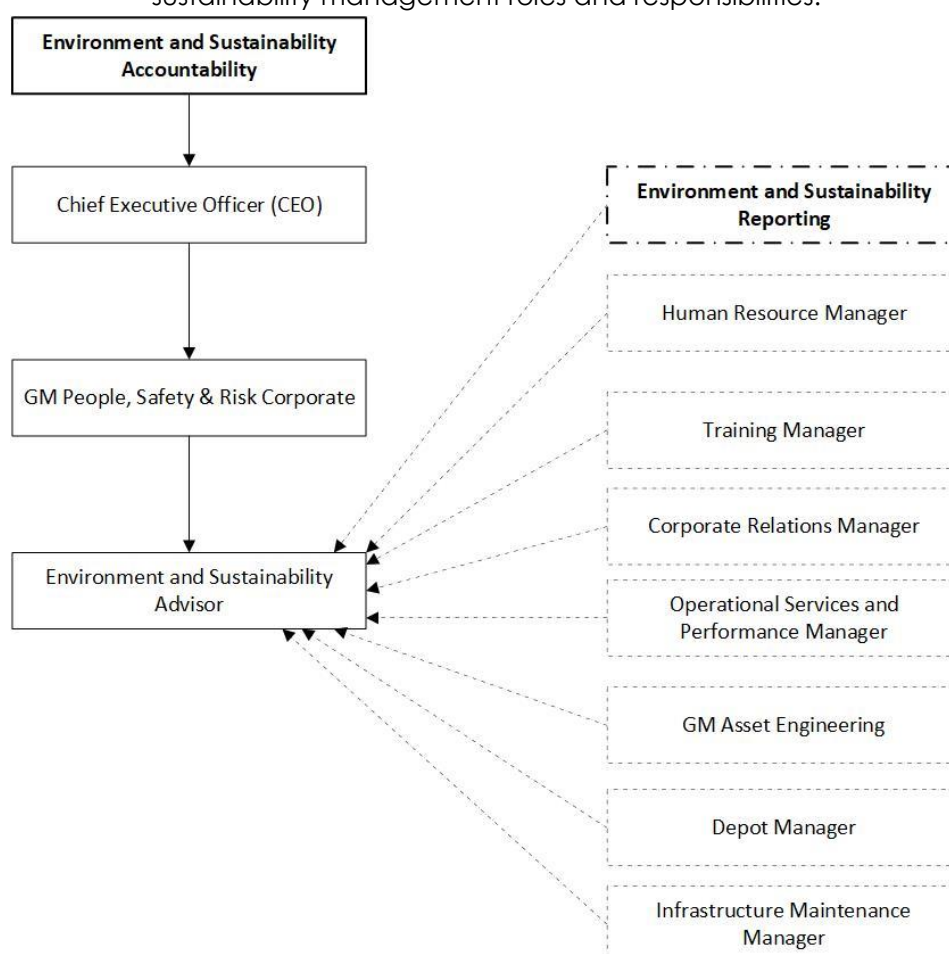 sustainability management roles and responsibilities.
Environment and Sustainability
Accountability
Chief Executive Officer (CEO)
GM People, Safety & Risk Corporate
Environment and Sustainability
Advisor
Environment and Sustainability
Reporting
Human Resource Manager
Training Manager
Corporate Relations Manager
Operational Services and
Performance Manager
GM Asset Engineering
Depot Manager
Infrastructure Maintenance
Manager